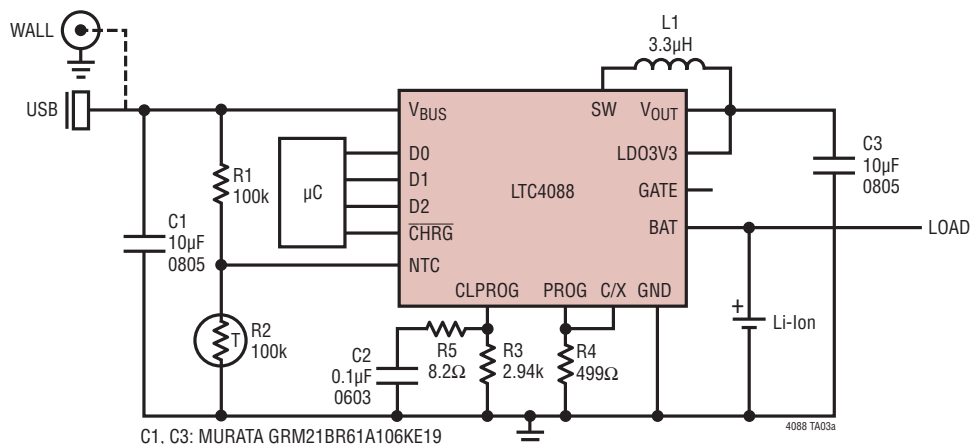 WALL
USB
L1
3.3µH
VBUS
SW
VOUT
D0
D1
D2
CHRG
NTC
LDO3V3
GATE
BAT
LTC4088
µC
R1
100k
C1
10µF
0805
C3
10µF
0805
LOAD
CLPROG
PROG
C/X
GND
T
R2
100k
C2
0.1µF
0603
R5
8.2Ω
R3
2.94k
R4
499Ω
+
Li-Ion
4088 TA03a
C1, C3: MURATA GRM21BR61A106KE19